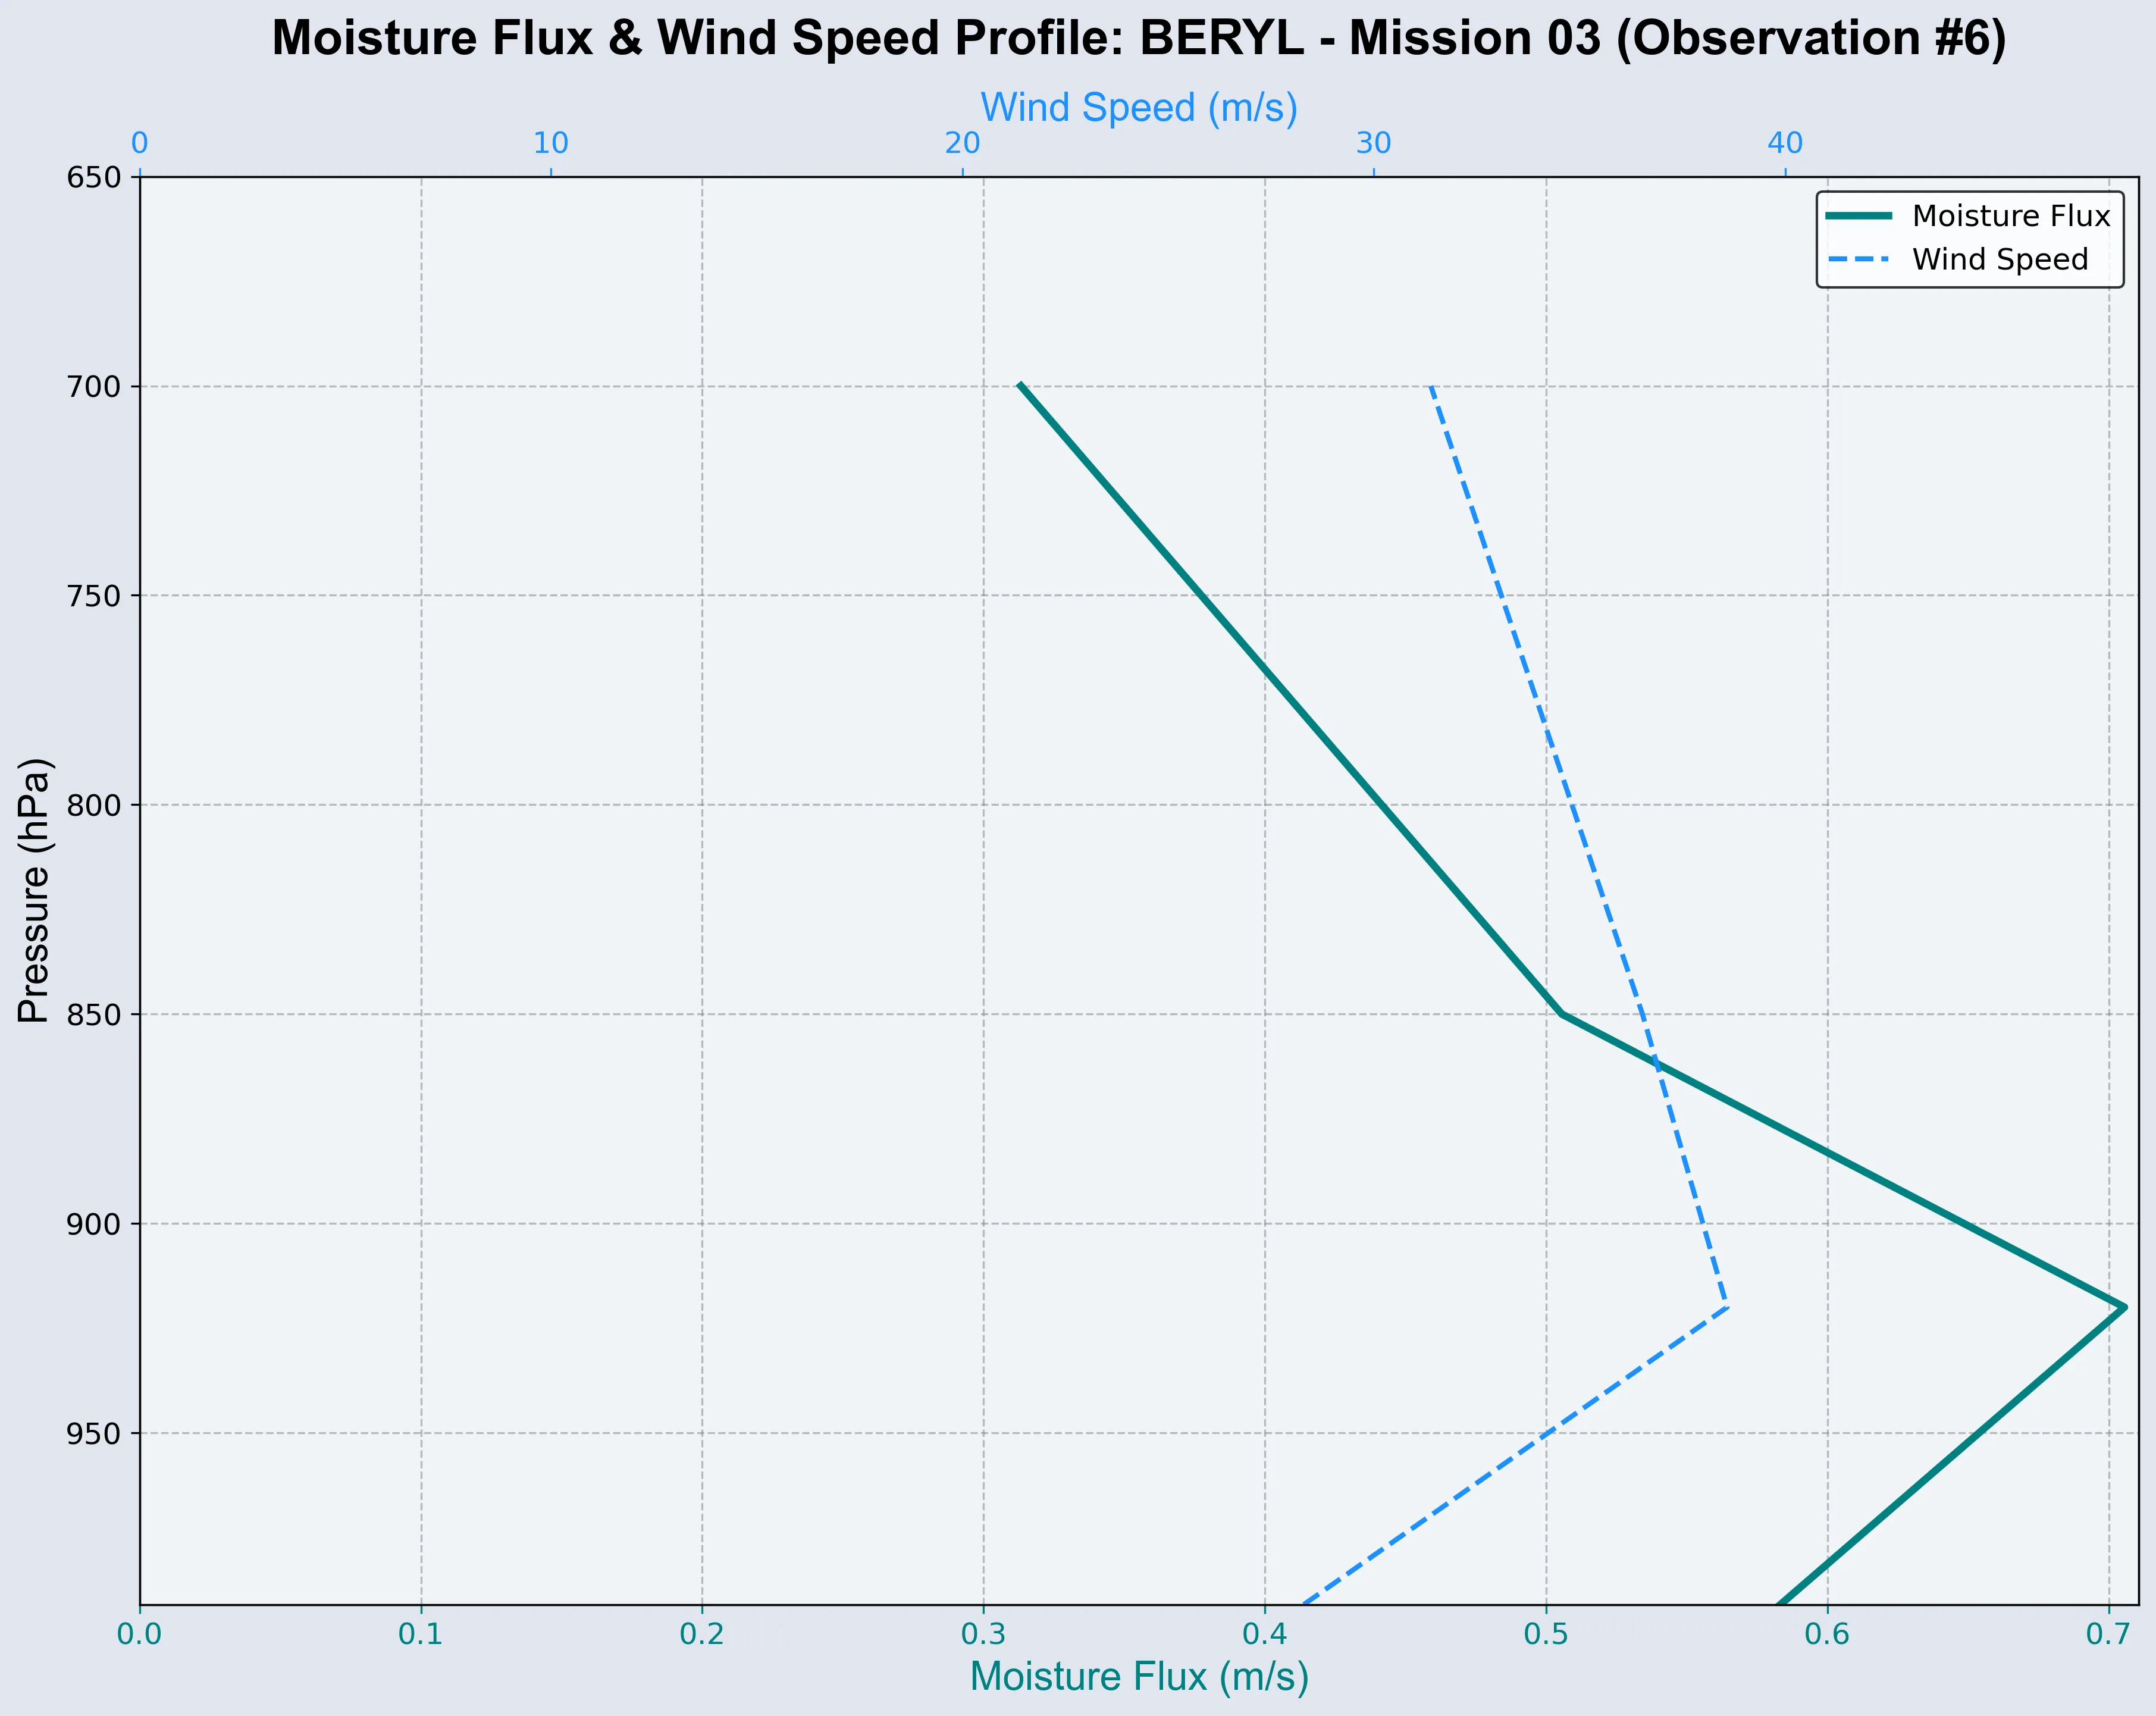 Moisture Flux & Wind Speed Profile: BERYL - Mission 03 (Observation #6)
Wind Speed (m/s)
0 10 20 30 40
Moisture Flux
Wind Speed
650
700
750
800
850
900
950
Pressure (hPa)
0.0 0.1 0.2 0.3 0.4 0.5 0.6 0.7
Moisture Flux (m/s)